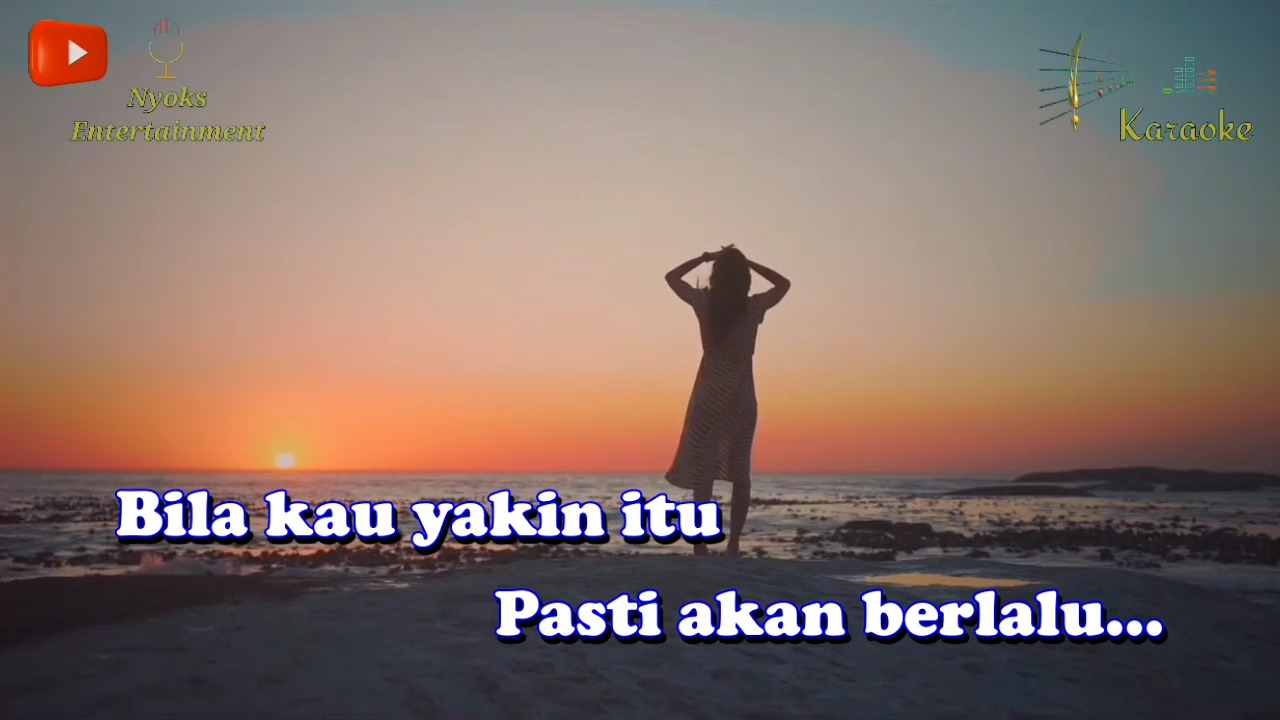 Nyoks
Entertainment
Karaoke
Bila kau yakin itu
Pasti akan berlalu...